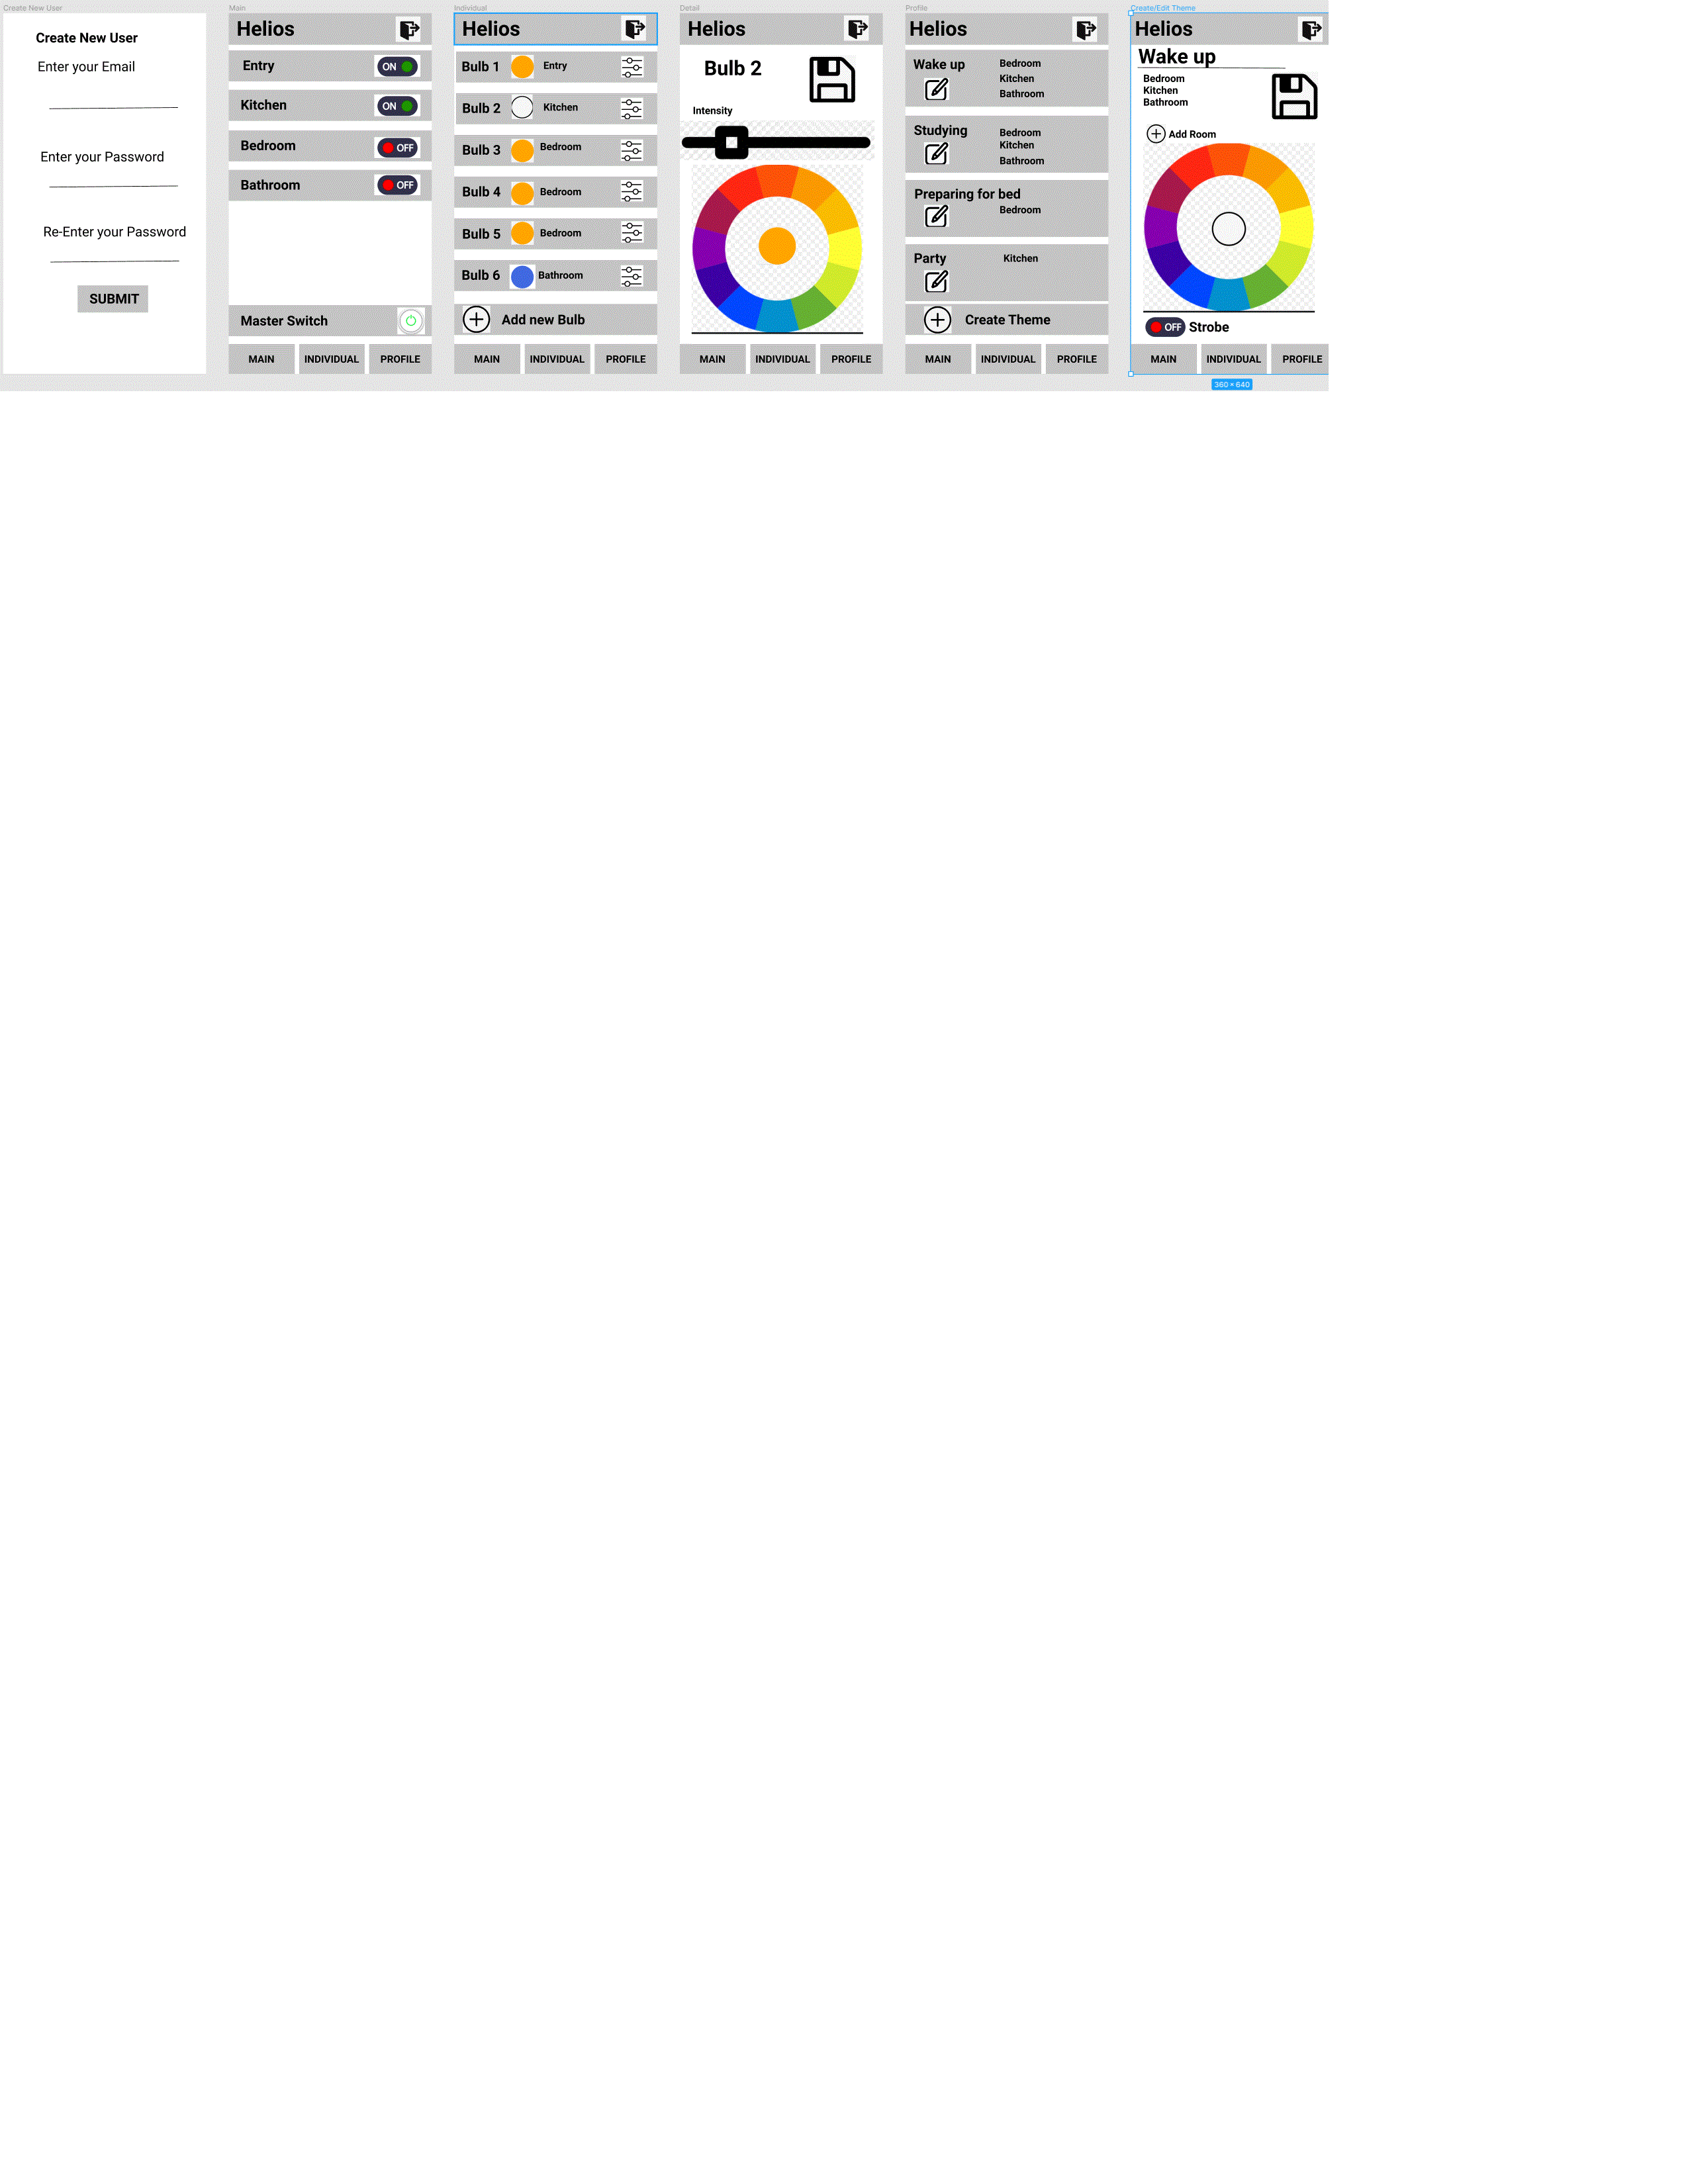 Create New User
Create New User
Enter your Email
Enter your Password
Re-Enter your Password
SUBMIT
Main
Helios
Entry
ON
Kitchen
ON
Bedroom
OFF
Bathroom
OFF
Master Switch
MAIN
INDIVIDUAL
PROFILE
Individual
Helios
Bulb 1
Entry
Bulb 2
Kitchen
Bulb 3
Bedroom
Bulb 4
Bedroom
Bulb 5
Bedroom
Bulb 6
Bathroom
Add new Bulb
MAIN
INDIVIDUAL
PROFILE
Detail
Helios
Bulb 2
Intensity
MAIN
INDIVIDUAL
PROFILE
Profile
Helios
Wake up
Bedroom
Kitchen
Bathroom
Studying
Bedroom
Kitchen
Bathroom
Preparing for bed
Bedroom
Party
Kitchen
Create Theme
MAIN
INDIVIDUAL
PROFILE
Create/Edit Theme
Helios
Wake up
Bedroom
Kitchen
Bathroom
Add Room
OFF
Strobe
MAIN
INDIVIDUAL
PROFILE
360 × 640